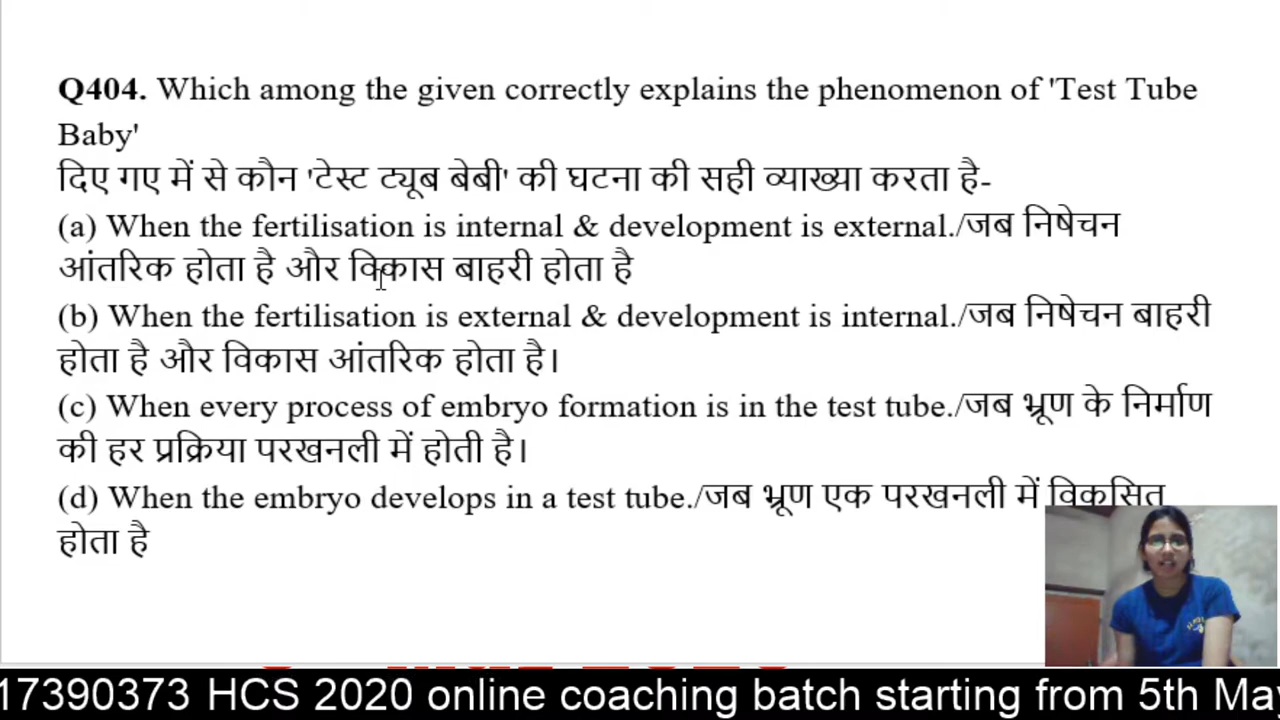 Q404. Which among the given correctly explains the phenomenon of 'Test Tube
Baby'
दिए गए में से कौन 'टेस्ट ट्यूब बेबी' की घटना की सही व्याख्या करता है-
(a) When the fertilisation is internal & development is external./जब निषेचन
आंतरिक होता है और विकास बाहरी होता है
(b) When the fertilisation is external & development is internal./जब निषेचन बाहरी
होता है और विकास आंतरिक होता है।
(c) When every process of embryo formation is in the test tube./जब भ्रूण के निर्माण
की हर प्रक्रिया परखनली में होती है।
(d) When the embryo develops in a test tube./जब भ्रूण एक परखनली में विकसित
होता है
17390373 HCS 2020 online coaching batch starting from 5th May